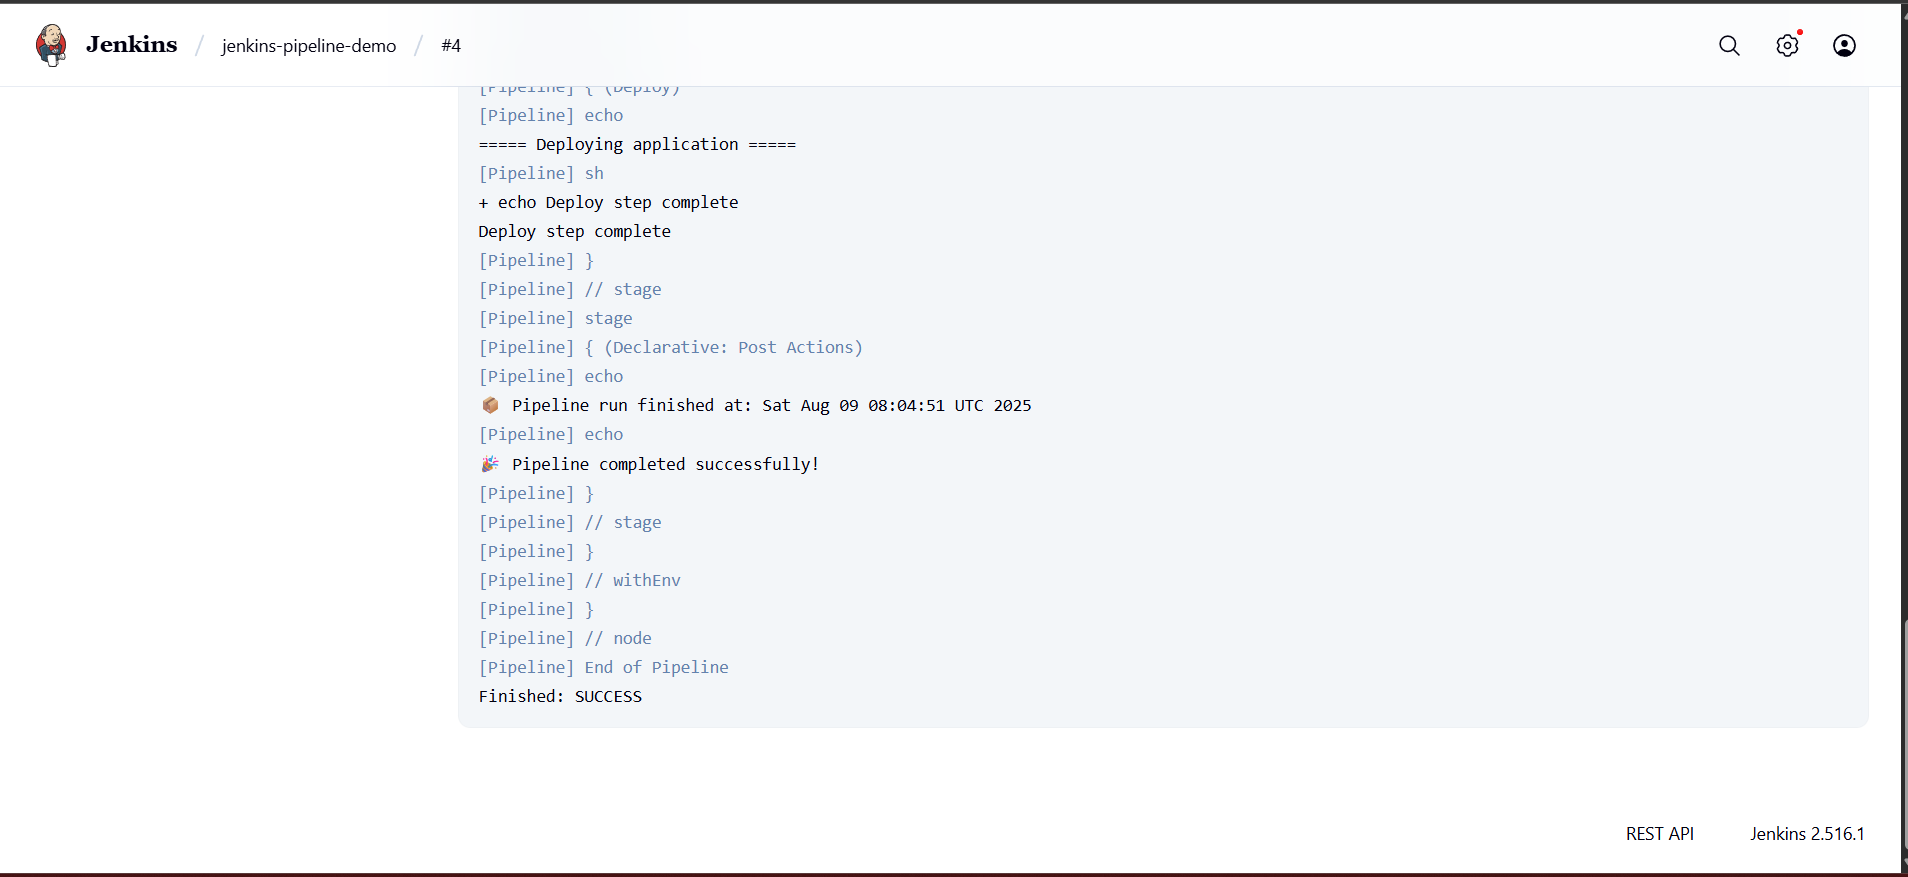 Jenkins / jenkins-pipeline-demo / #4
[Pipeline] { (Deploy)
[Pipeline] echo
===== Deploying application =====
[Pipeline] sh
+ echo Deploy step complete
Deploy step complete
[Pipeline] }
[Pipeline] // stage
[Pipeline] stage
[Pipeline] { (Declarative: Post Actions)
[Pipeline] echo
📦 Pipeline run finished at: Sat Aug 09 08:04:51 UTC 2025
[Pipeline] echo
🎉 Pipeline completed successfully!
[Pipeline] }
[Pipeline] // stage
[Pipeline] }
[Pipeline] // withEnv
[Pipeline] }
[Pipeline] // node
[Pipeline] End of Pipeline
Finished: SUCCESS
REST API Jenkins 2.516.1